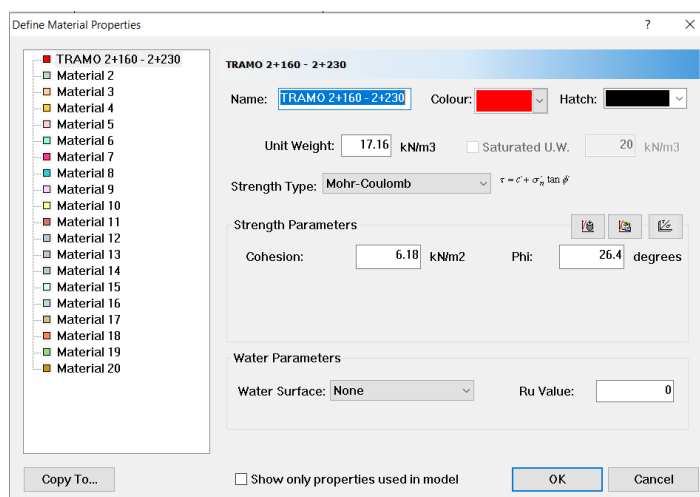 Define Material Properties ? ×
TRAMO 2+160 - 2+230
Material 2
Material 3
Material 4
Material 5
Material 6
Material 7
Material 8
Material 9
Material 10
Material 11
Material 12
Material 13
Material 14
Material 15
Material 16
Material 17
Material 18
Material 19
Material 20
TRAMO 2+160 - 2+230
Name: TRAMO 2+160 - 2+230 Colour: Hatch:
Unit Weight: 17.16 kN/m3 Saturated U.W. 20 kN/m3
Strength Type: Mohr-Coulomb τ = c' + σ'n tan ϕ'
Strength Parameters
Cohesion: 6.18 kN/m2 Phi: 26.4 degrees
Water Parameters
Water Surface: None Ru Value: 0
Copy To... Show only properties used in model OK Cancel